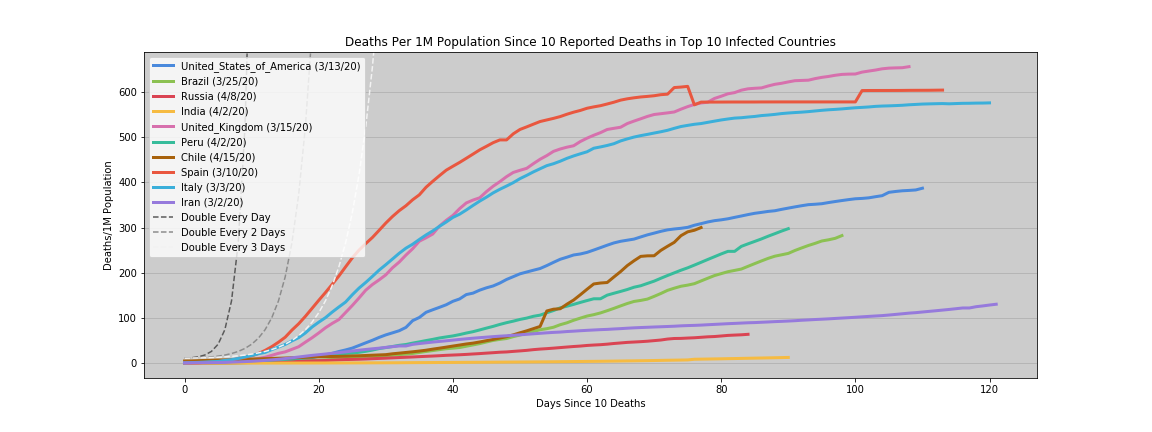 Deaths Per 1M Population Since 10 Reported Deaths in Top 10 Infected Countries
United_States_of_America (3/13/20)
Brazil (3/25/20)
Russia (4/8/20)
India (4/2/20)
United_Kingdom (3/15/20)
Peru (4/2/20)
Chile (4/15/20)
Spain (3/10/20)
Italy (3/3/20)
Iran (3/2/20)
Double Every Day
Double Every 2 Days
Double Every 3 Days
Deaths/1M Population
600
500
400
300
200
100
0
0 20 40 60 80 100 120
Days Since 10 Deaths